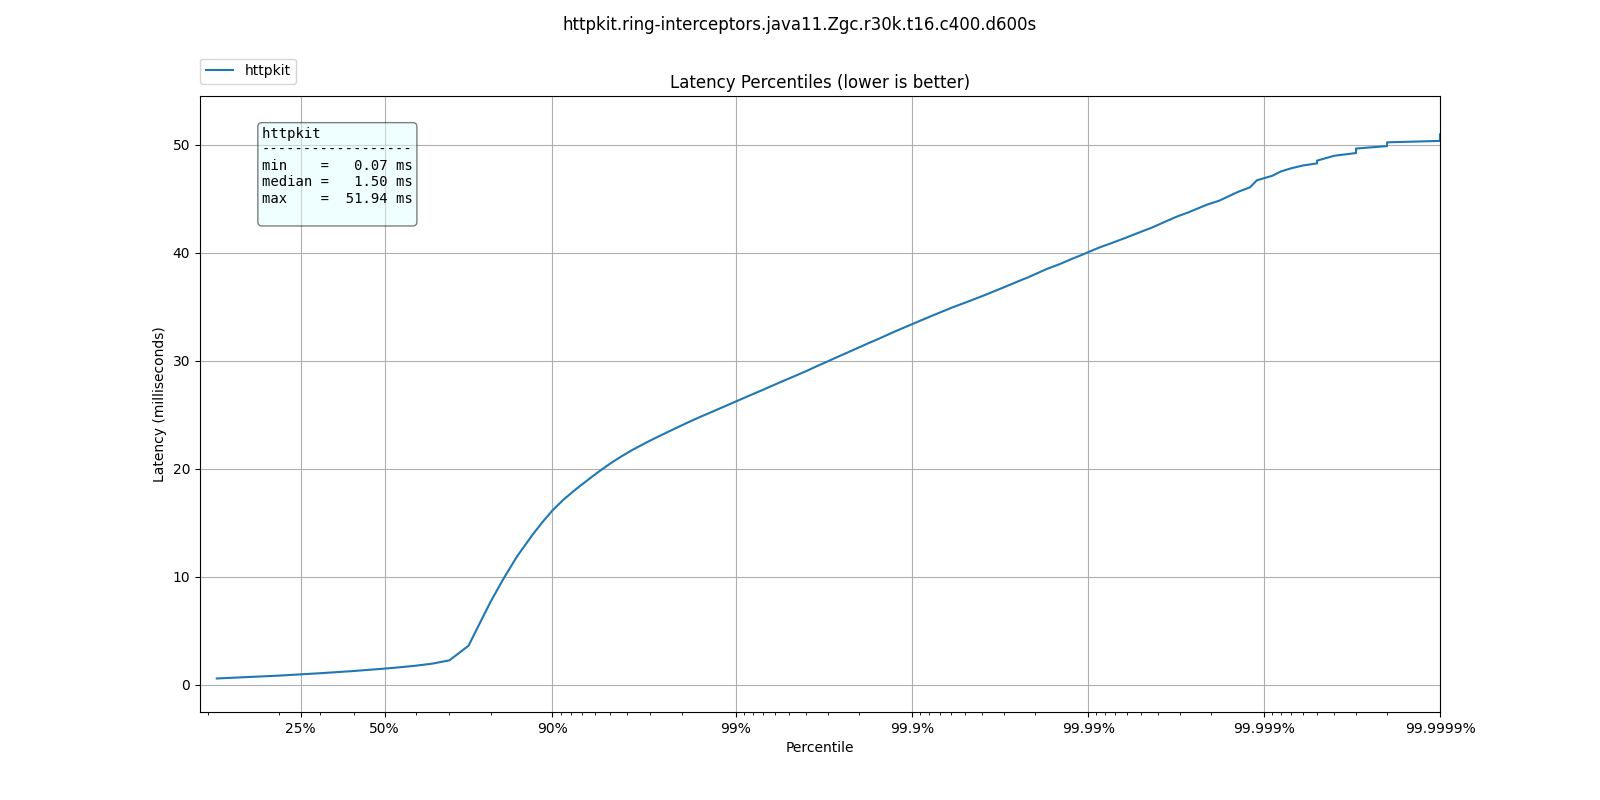 httpkit.ring-interceptors.java11.Zgc.r30k.t16.c400.d600s
httpkit
Latency Percentiles (lower is better)
httpkit
------------------
min    =   0.07 ms
median =   1.50 ms
max    =  51.94 ms
50
40
30
20
10
0
Latency (milliseconds)
25% 50% 90% 99% 99.9% 99.99% 99.999% 99.9999%
Percentile